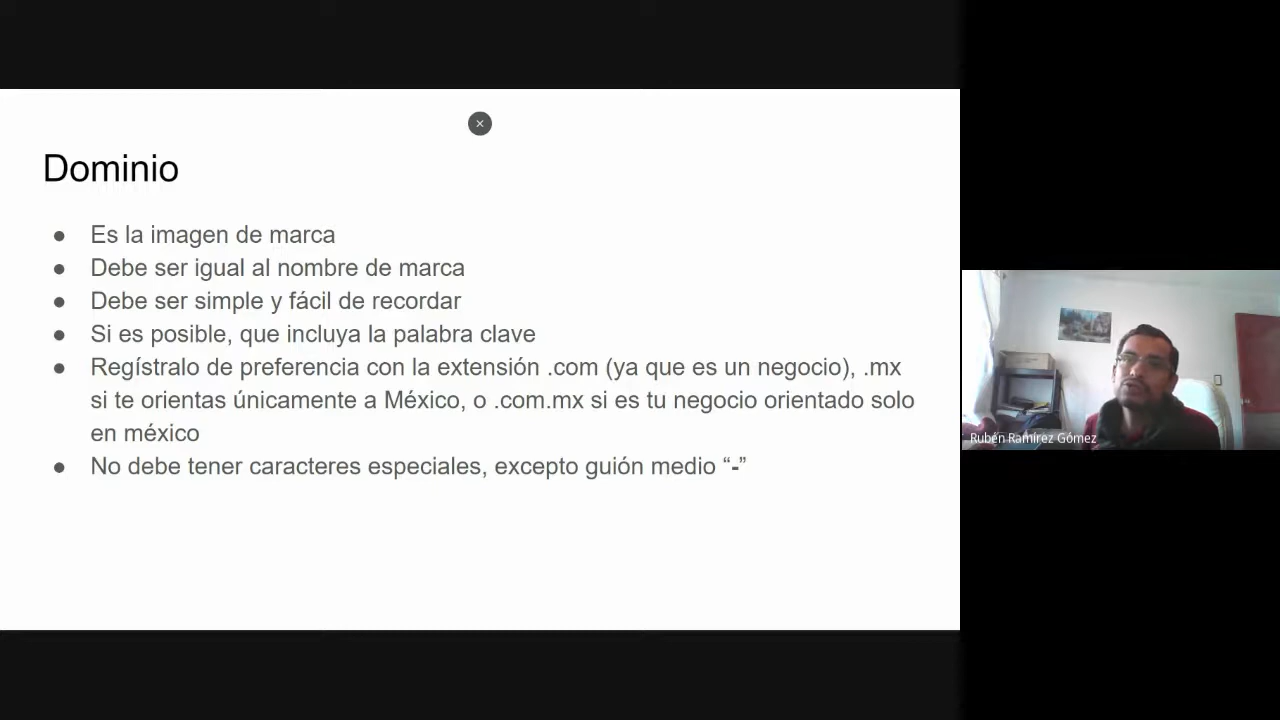 Dominio
● Es la imagen de marca
● Debe ser igual al nombre de marca
● Debe ser simple y fácil de recordar
● Si es posible, que incluya la palabra clave
● Regístralo de preferencia con la extensión .com (ya que es un negocio), .mx
si te orientas únicamente a México, o .com.mx si es tu negocio orientado solo
en méxico
● No debe tener caracteres especiales, excepto guión medio “-”
Rubén Ramírez Gómez